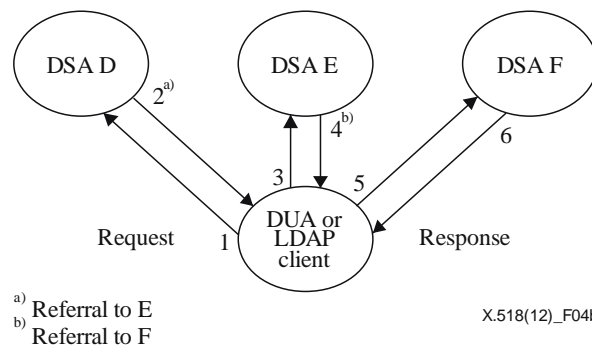 DSA D
DSA E
DSA F
2a)
4b)
6
3
5
DUA or
LDAP
client
Request
1
Response
a) Referral to E
b) Referral to F
X.518(12)_F04b